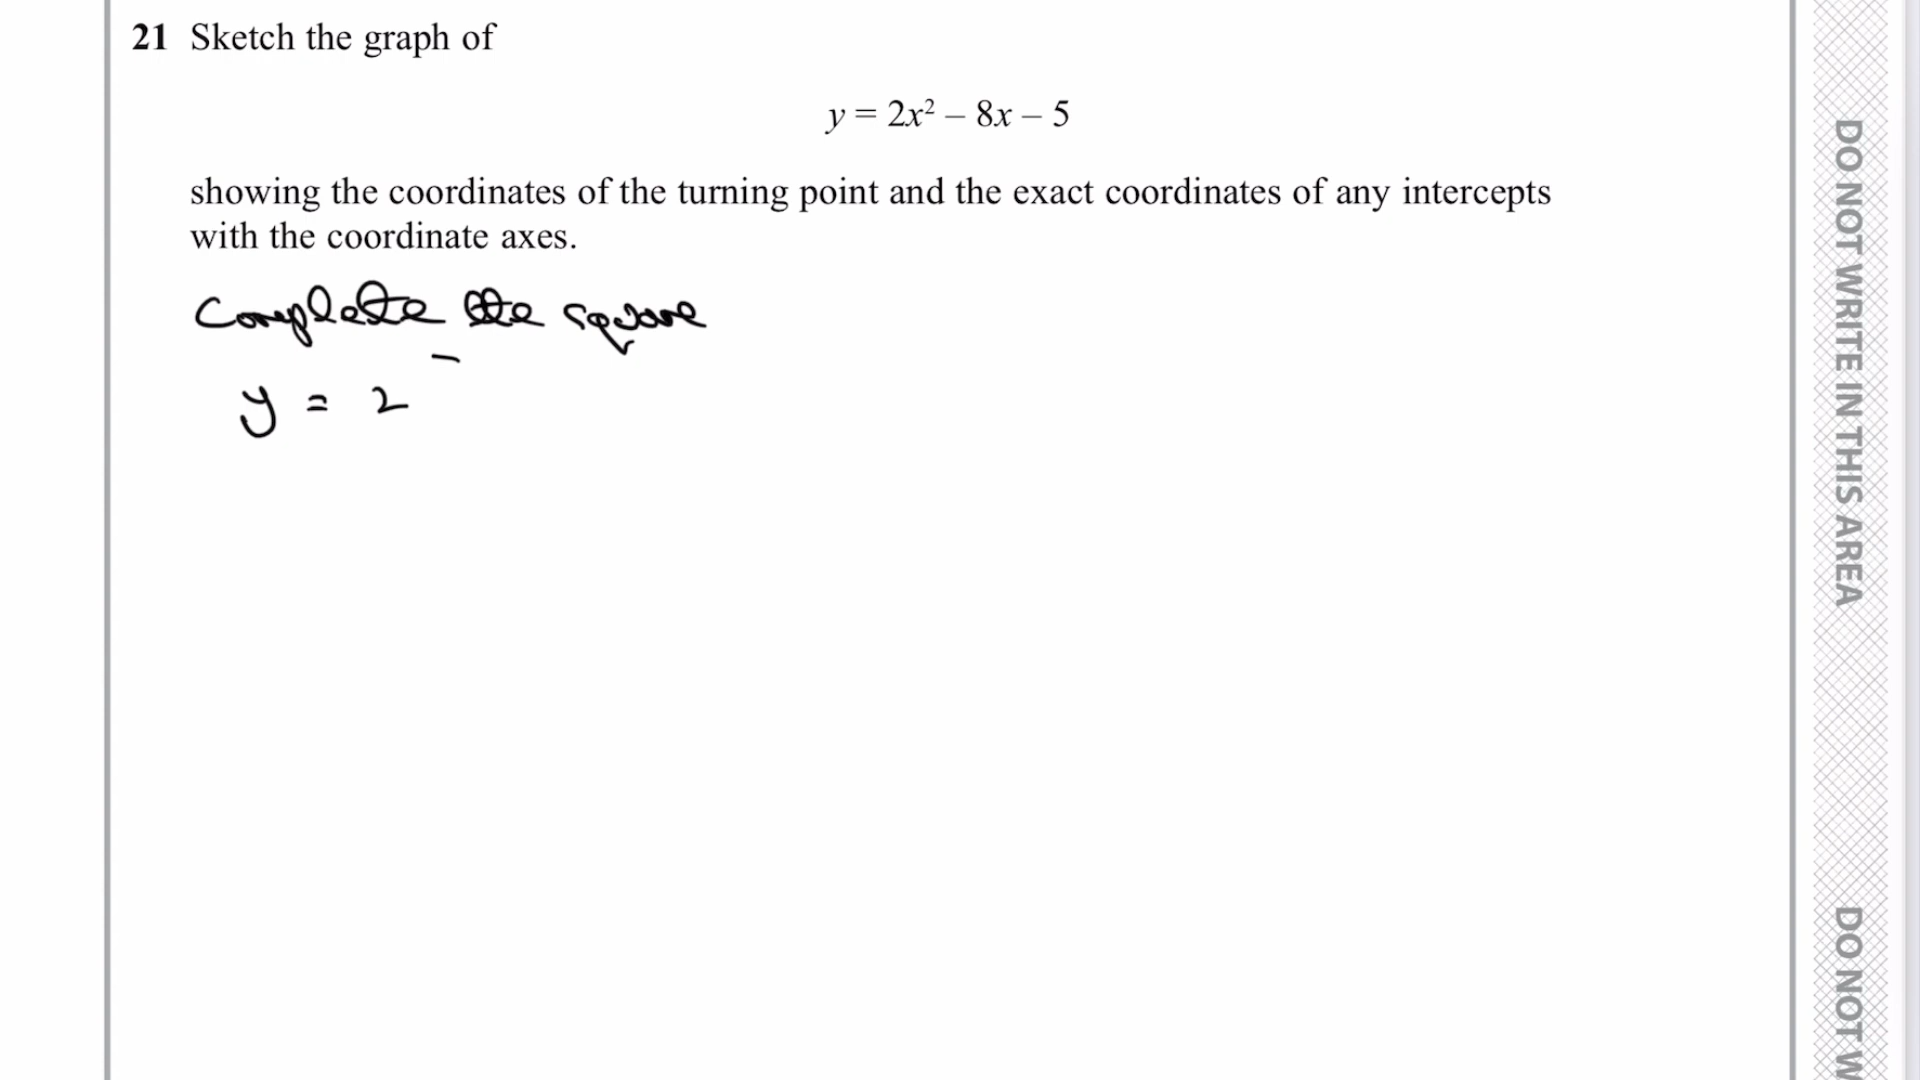 21 Sketch the graph of
y = 2x² – 8x – 5
showing the coordinates of the turning point and the exact coordinates of any intercepts
with the coordinate axes.
Complete the square
y = 2
DO NOT WRITE IN THIS AREA
DO NOT W